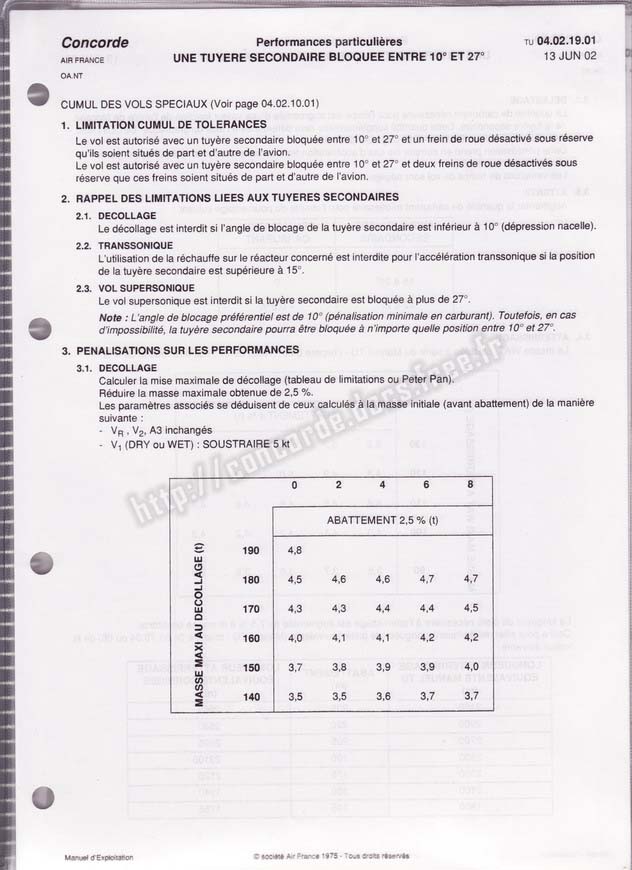 Concorde
Performances particulières
TU 04.02.19.01
AIR FRANCE
UNE TUYERE SECONDAIRE BLOQUEE ENTRE 10° ET 27°
13 JUN 02
OA.NT
CUMUL DES VOLS SPECIAUX (Voir page 04.02.10.01)
1. LIMITATION CUMUL DE TOLERANCES
Le vol est autorisé avec un tuyère secondaire bloquée entre 10° et 27° et un frein de roue désactivé sous réserve
qu'ils soient situés de part et d'autre de l'avion.
Le vol est autorisé avec un tuyère secondaire bloquée entre 10° et 27° et deux freins de roue désactivés sous
réserve que ces freins soient situés de part et d'autre de l'avion.
2. RAPPEL DES LIMITATIONS LIEES AUX TUYERES SECONDAIRES
2.1. DECOLLAGE
Le décollage est interdit si l'angle de blocage de la tuyère secondaire est inférieur à 10° (dépression nacelle).
2.2. TRANSSONIQUE
L'utilisation de la réchauffe sur le réacteur concerné est interdite pour l'accélération transsonique si la position
de la tuyère secondaire est supérieure à 15°.
2.3. VOL SUPERSONIQUE
Le vol supersonique est interdit si la tuyère secondaire est bloquée à plus de 27°.
Note : L'angle de blocage préférentiel est de 10° (pénalisation minimale en carburant). Toutefois, en cas
d'impossibilité, la tuyère secondaire pourra être bloquée à n'importe quelle position entre 10° et 27°.
3. PENALISATIONS SUR LES PERFORMANCES
3.1. DECOLLAGE
Calculer la mise maximale de décollage (tableau de limitations ou Peter Pan).
Réduire la masse maximale obtenue de 2,5 %.
Les paramètres associés se déduisent de ceux calculés à la masse initiale (avant abattement) de la manière
suivante :
- VR , V2, A3 inchangés
- V1 (DRY ou WET) : SOUSTRAIRE 5 kt
http://concorde.docs.free.fr
0 2 4 6 8
ABATTEMENT 2,5 % (t)
MASSE MAXI AU DECOLLAGE (t)
190 4,8
180 4,5 4,6 4,6 4,7 4,7
170 4,3 4,3 4,4 4,4 4,5
160 4,0 4,1 4,1 4,2 4,2
150 3,7 3,8 3,9 3,9 4,0
140 3,5 3,5 3,6 3,7 3,7
Manuel d'Exploitation
© société Air France 1975 - Tous droits réservés